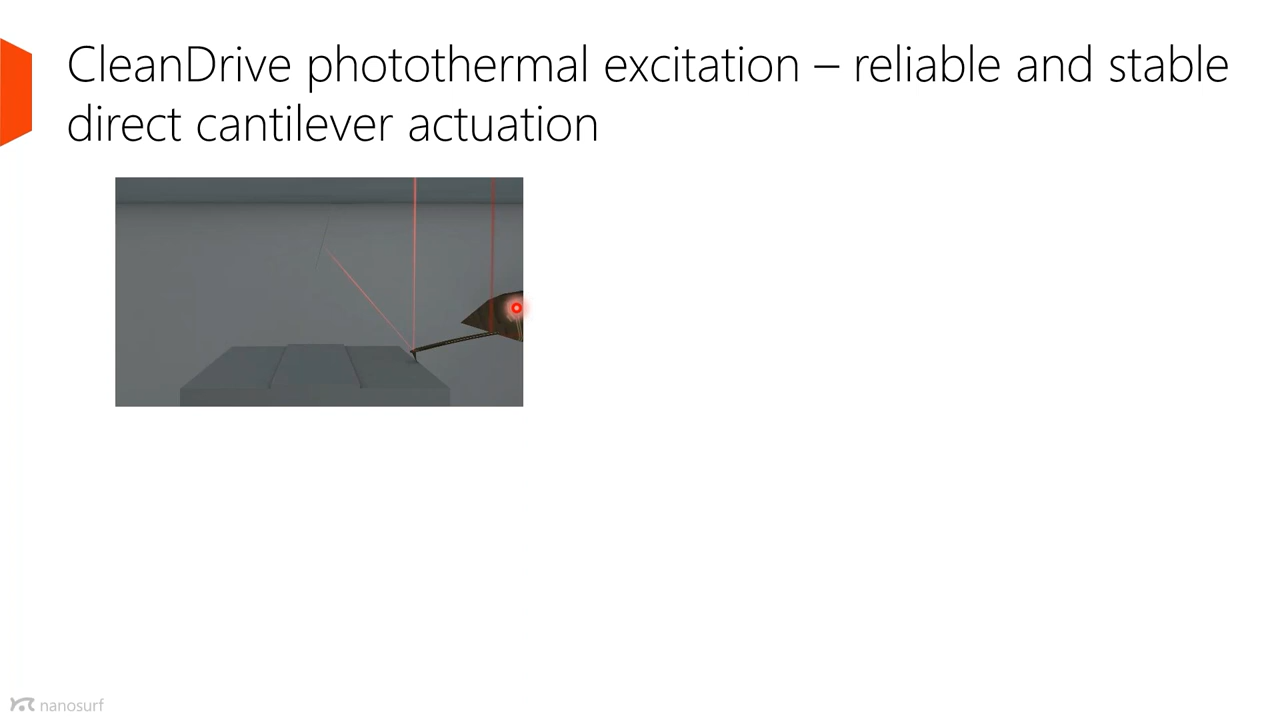 CleanDrive photothermal excitation – reliable and stable
direct cantilever actuation
nanosurf